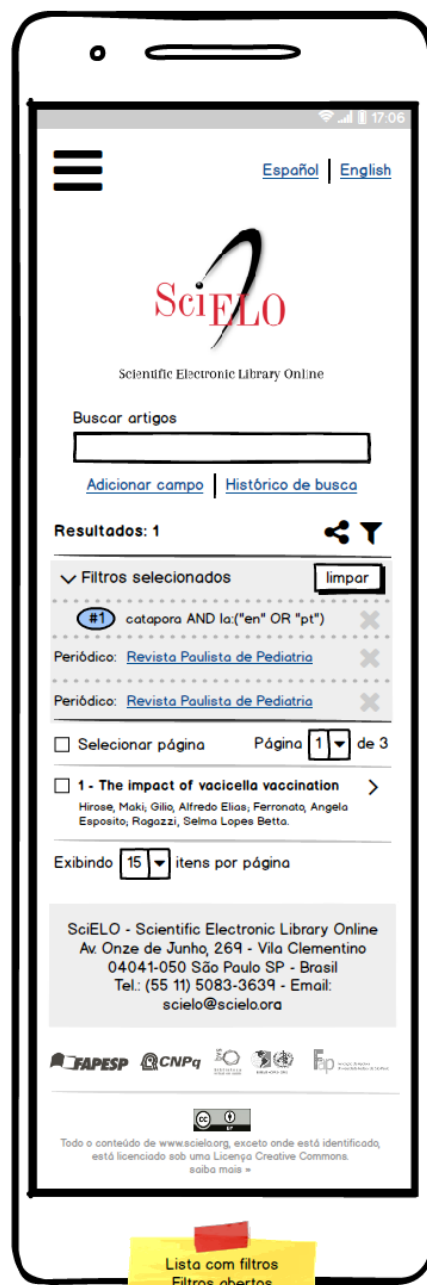 17:06
Español | English
SciELO
Scientific Electronic Library Online
Buscar artigos
Adicionar campo | Histórico de busca
Resultados: 1
Filtros selecionados limpar
#1 catapora AND la:("en" OR "pt")
Periódico: Revista Paulista de Pediatria
Periódico: Revista Paulista de Pediatria
Selecionar página Página 1 de 3
1 - The impact of vacicella vaccination
Hirose, Maki; Gilio, Alfredo Elias; Ferronato, Angela
Esposito; Ragazzi, Selma Lopes Betta.
Exibindo 15 itens por página
SciELO - Scientific Electronic Library Online
Av. Onze de Junho, 269 - Vila Clementino
04041-050 São Paulo SP - Brasil
Tel.: (55 11) 5083-3639 - Email:
scielo@scielo.org
FAPESP CNPq
Fap
cc BY
Todo o conteúdo de www.scielo.org, exceto onde está identificado,
está licenciado sob uma Licença Creative Commons.
saiba mais »
Lista com filtros
Filtros abertos